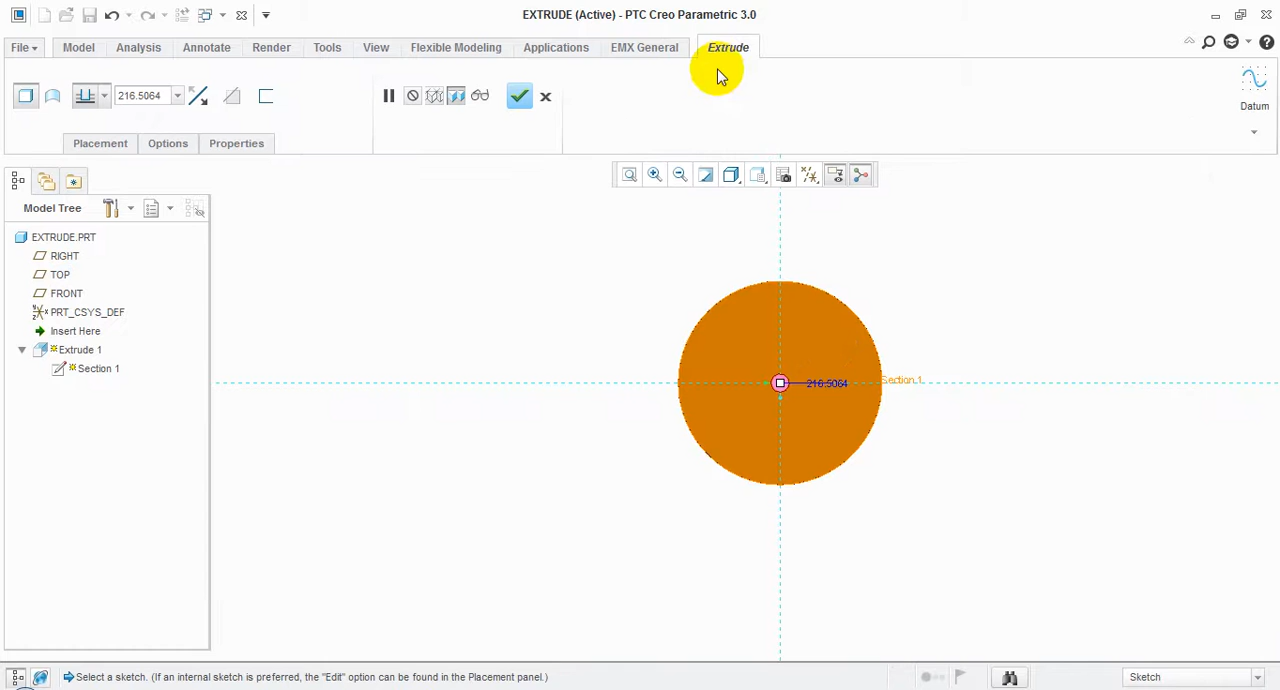 EXTRUDE (Active) - PTC Creo Parametric 3.0
File Model Analysis Annotate Render Tools View Flexible Modeling Applications EMX General Extrude
216.5064
Datum
Placement Options Properties
Model Tree
EXTRUDE.PRT
RIGHT
TOP
FRONT
PRT_CSYS_DEF
Insert Here
Extrude 1
Section 1
Section 1
216.5064
Select a sketch. (If an internal sketch is preferred, the "Edit" option can be found in the Placement panel.)
Sketch